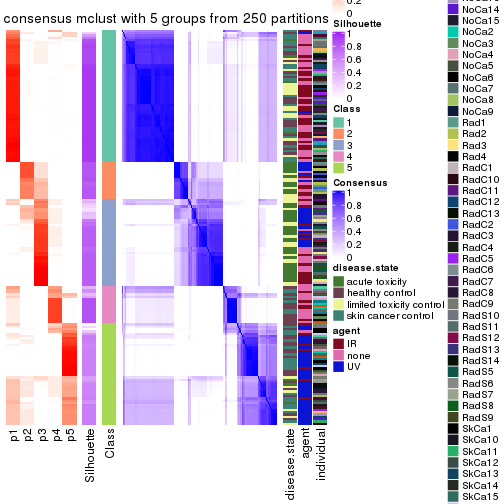 consensus mclust with 5 groups from 250 partitions
p1
p2
p3
p4
p5
Silhouette
Class
disease.state
agent
individual
0.2
0
Silhouette
1
0.8
0.6
0.4
0.2
0
Class
1
2
3
4
5
Consensus
1
0.8
0.6
0.4
0.2
0
disease.state
acute toxicity
healthy control
limited toxicity control
skin cancer control
agent
IR
none
UV
NoCa14
NoCa15
NoCa2
NoCa3
NoCa4
NoCa5
NoCa6
NoCa7
NoCa8
NoCa9
Rad1
Rad2
Rad3
Rad4
RadC1
RadC10
RadC11
RadC12
RadC13
RadC2
RadC3
RadC4
RadC5
RadC6
RadC7
RadC8
RadC9
RadS10
RadS11
RadS12
RadS13
RadS14
RadS5
RadS6
RadS7
RadS8
RadS9
SkCa1
SkCa10
SkCa11
SkCa12
SkCa13
SkCa14
SkCa15